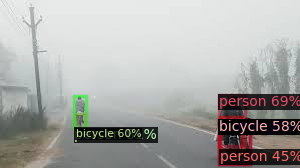 person 69%
bicycle 60%%
bicycle 58%
person 45%